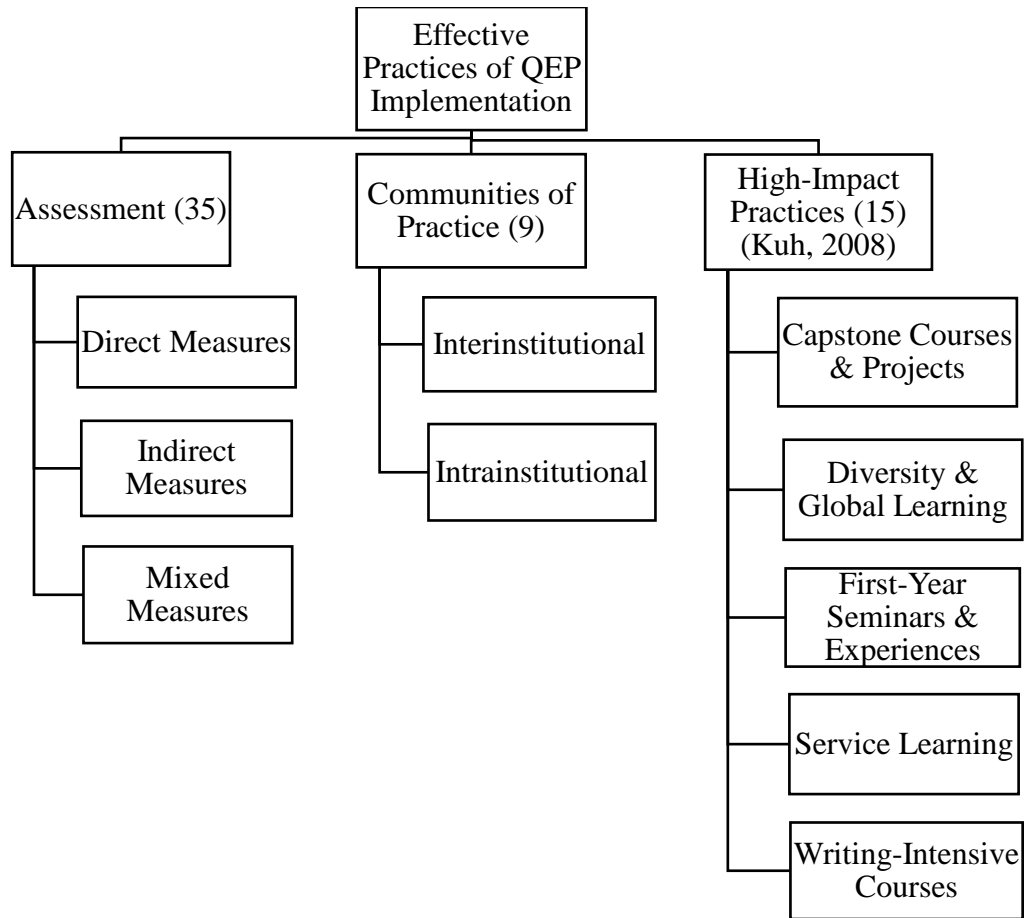 Effective
Practices of QEP
Implementation
Assessment (35)
Direct Measures
Indirect
Measures
Mixed
Measures
Communities of
Practice (9)
Interinstitutional
Intrainstitutional
High-Impact
Practices (15)
(Kuh, 2008)
Capstone Courses
& Projects
Diversity &
Global Learning
First-Year
Seminars &
Experiences
Service Learning
Writing-Intensive
Courses